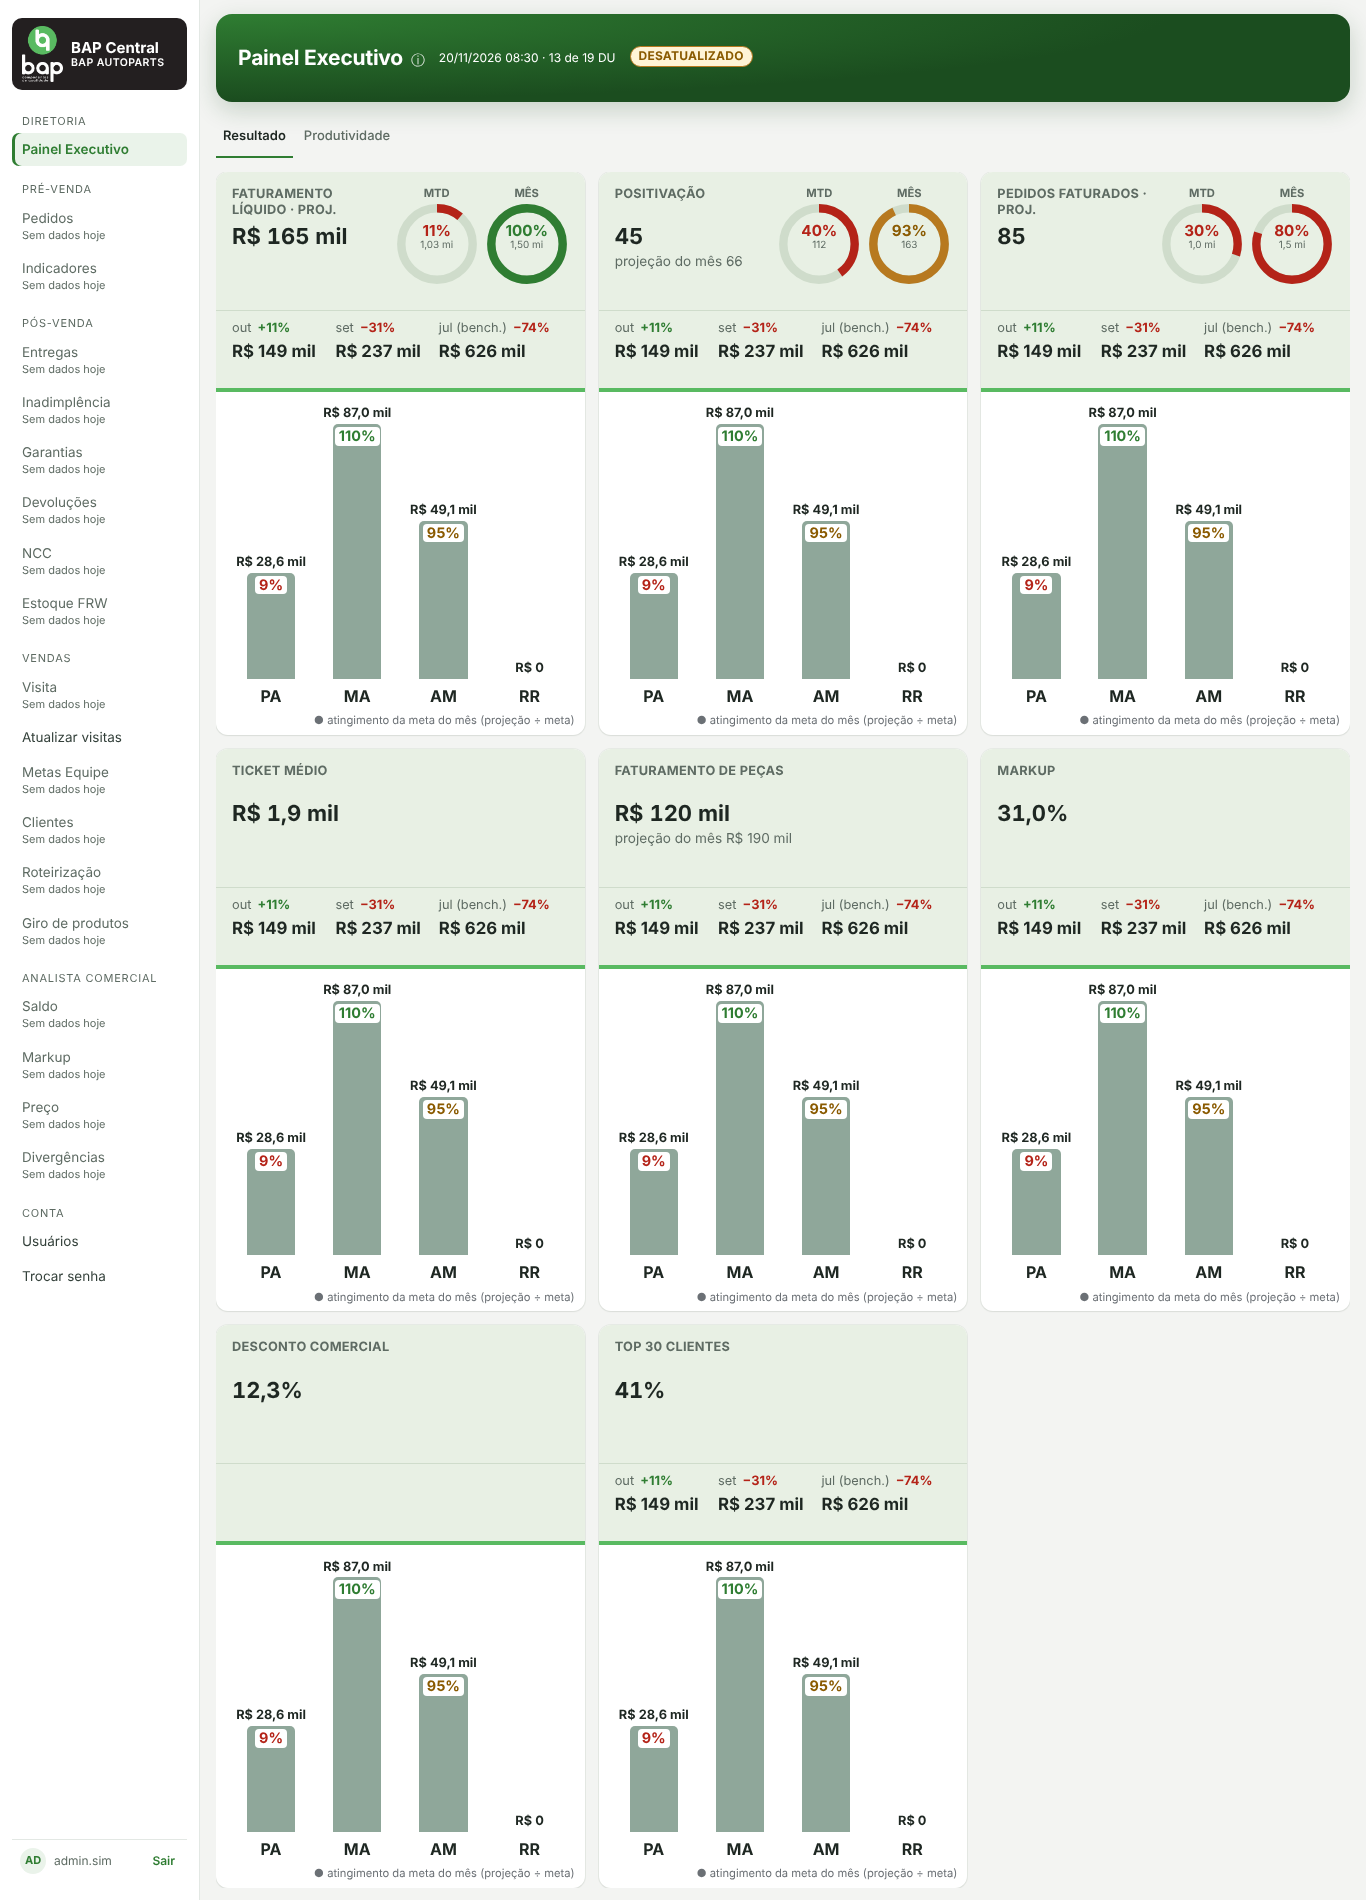 bap
BAP Central
BAP AUTOPARTS
DIRETORIA
Painel Executivo
PRÉ-VENDA
Pedidos
Sem dados hoje
Indicadores
Sem dados hoje
PÓS-VENDA
Entregas
Sem dados hoje
Inadimplência
Sem dados hoje
Garantias
Sem dados hoje
Devoluções
Sem dados hoje
NCC
Sem dados hoje
Estoque FRW
Sem dados hoje
VENDAS
Visita
Sem dados hoje
Atualizar visitas
Metas Equipe
Sem dados hoje
Clientes
Sem dados hoje
Roteirização
Sem dados hoje
Giro de produtos
Sem dados hoje
ANALISTA COMERCIAL
Saldo
Sem dados hoje
Markup
Sem dados hoje
Preço
Sem dados hoje
Divergências
Sem dados hoje
CONTA
Usuários
Trocar senha
AD admin.sim Sair
Painel Executivo ⓘ 20/11/2026 08:30 · 13 de 19 DU DESATUALIZADO
Resultado Produtividade
FATURAMENTO
LÍQUIDO · PROJ.
R$ 165 mil
MTD
11%
1,03 mi
MÊS
100%
1,50 mi
out +11% set −31% jul (bench.) −74%
R$ 149 mil R$ 237 mil R$ 626 mil
R$ 87,0 mil
110%
R$ 49,1 mil
95%
R$ 28,6 mil
9%
R$ 0
PA MA AM RR
● atingimento da meta do mês (projeção ÷ meta)
POSITIVAÇÃO
45
projeção do mês 66
MTD
40%
112
MÊS
93%
163
out +11% set −31% jul (bench.) −74%
R$ 149 mil R$ 237 mil R$ 626 mil
R$ 87,0 mil
110%
R$ 49,1 mil
95%
R$ 28,6 mil
9%
R$ 0
PA MA AM RR
● atingimento da meta do mês (projeção ÷ meta)
PEDIDOS FATURADOS ·
PROJ.
85
MTD
30%
1,0 mi
MÊS
80%
1,5 mi
out +11% set −31% jul (bench.) −74%
R$ 149 mil R$ 237 mil R$ 626 mil
R$ 87,0 mil
110%
R$ 49,1 mil
95%
R$ 28,6 mil
9%
R$ 0
PA MA AM RR
● atingimento da meta do mês (projeção ÷ meta)
TICKET MÉDIO
R$ 1,9 mil
out +11% set −31% jul (bench.) −74%
R$ 149 mil R$ 237 mil R$ 626 mil
R$ 87,0 mil
110%
R$ 49,1 mil
95%
R$ 28,6 mil
9%
R$ 0
PA MA AM RR
● atingimento da meta do mês (projeção ÷ meta)
FATURAMENTO DE PEÇAS
R$ 120 mil
projeção do mês R$ 190 mil
out +11% set −31% jul (bench.) −74%
R$ 149 mil R$ 237 mil R$ 626 mil
R$ 87,0 mil
110%
R$ 49,1 mil
95%
R$ 28,6 mil
9%
R$ 0
PA MA AM RR
● atingimento da meta do mês (projeção ÷ meta)
MARKUP
31,0%
out +11% set −31% jul (bench.) −74%
R$ 149 mil R$ 237 mil R$ 626 mil
R$ 87,0 mil
110%
R$ 49,1 mil
95%
R$ 28,6 mil
9%
R$ 0
PA MA AM RR
● atingimento da meta do mês (projeção ÷ meta)
DESCONTO COMERCIAL
12,3%
R$ 87,0 mil
110%
R$ 49,1 mil
95%
R$ 28,6 mil
9%
R$ 0
PA MA AM RR
● atingimento da meta do mês (projeção ÷ meta)
TOP 30 CLIENTES
41%
out +11% set −31% jul (bench.) −74%
R$ 149 mil R$ 237 mil R$ 626 mil
R$ 87,0 mil
110%
R$ 49,1 mil
95%
R$ 28,6 mil
9%
R$ 0
PA MA AM RR
● atingimento da meta do mês (projeção ÷ meta)